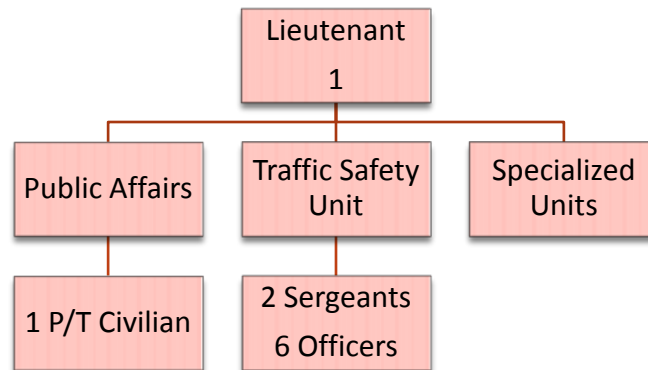 Lieutenant
1
Public Affairs
Traffic Safety
Unit
Specialized
Units
1 P/T Civilian
2 Sergeants
6 Officers